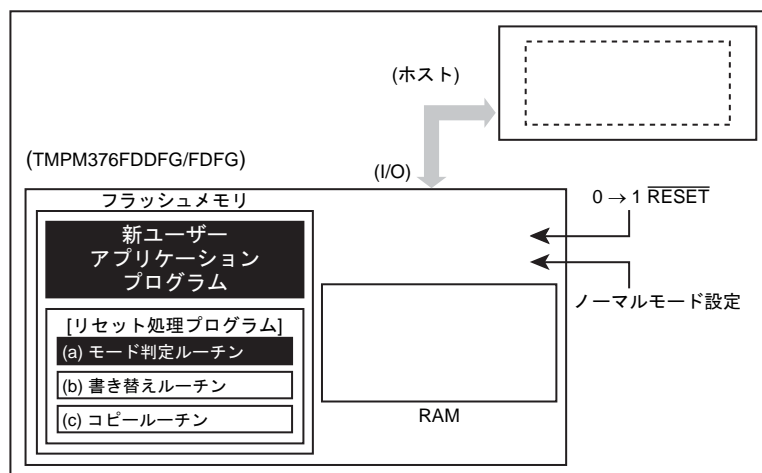 (ホスト)
(TMPM376FDDFG/FDFG)
(I/O)
フラッシュメモリ
0 → 1 RESET
新ユーザー
アプリケーション
プログラム
ノーマルモード設定
[リセット処理プログラム]
(a) モード判定ルーチン
(b) 書き替えルーチン
(c) コピールーチン
RAM